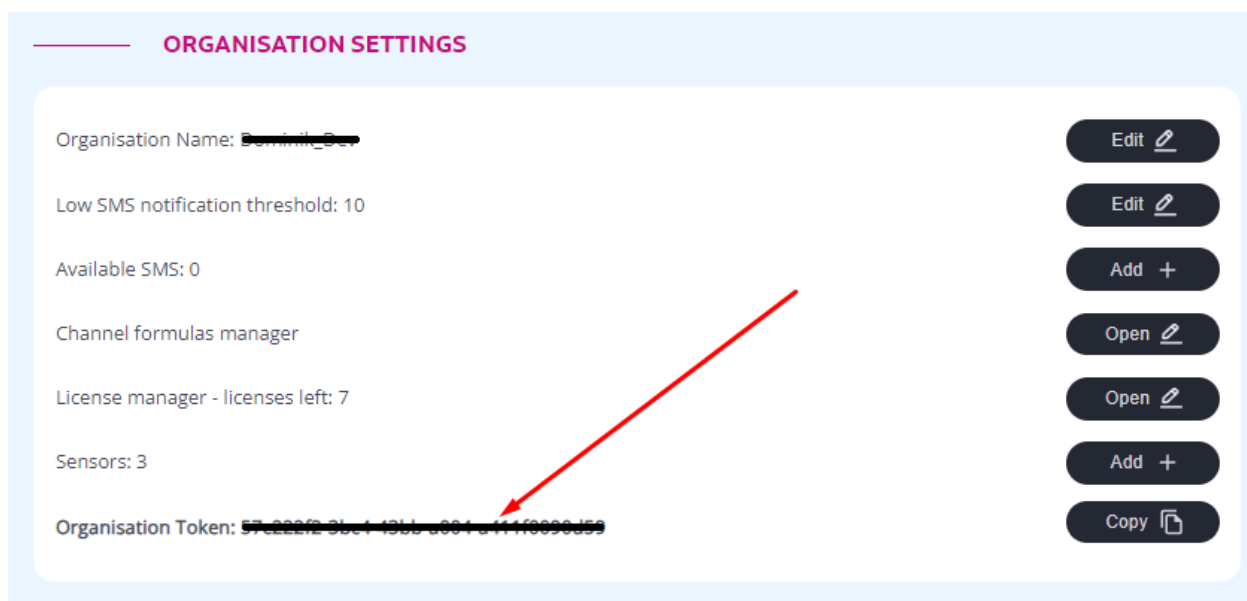 ORGANISATION SETTINGS
Organisation Name:
Edit
Low SMS notification threshold: 10
Edit
Available SMS: 0
Add +
Channel formulas manager
Open
License manager - licenses left: 7
Open
Sensors: 3
Add +
Organisation Token:
Copy